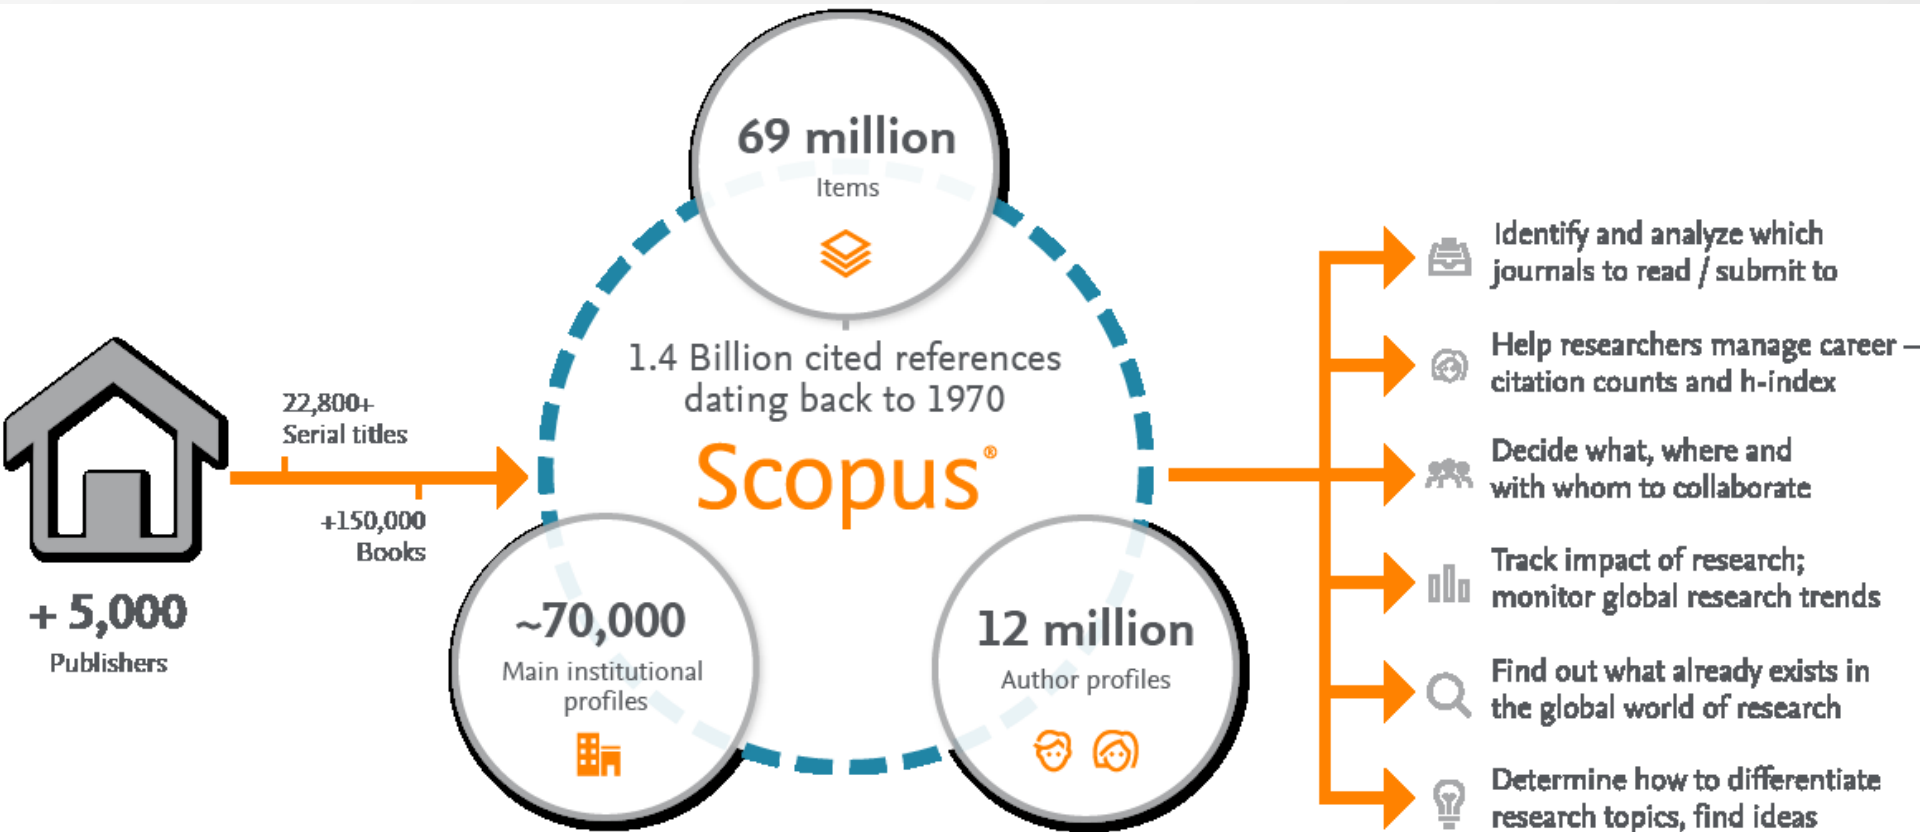 69 million
Items
1.4 Billion cited references
dating back to 1970
Scopus®
22,800+
Serial titles
+150,000
Books
+ 5,000
Publishers
~70,000
Main institutional
profiles
12 million
Author profiles
Identify and analyze which
journals to read / submit to
Help researchers manage career –
citation counts and h-index
Decide what, where and
with whom to collaborate
Track impact of research;
monitor global research trends
Find out what already exists in
the global world of research
Determine how to differentiate
research topics, find ideas